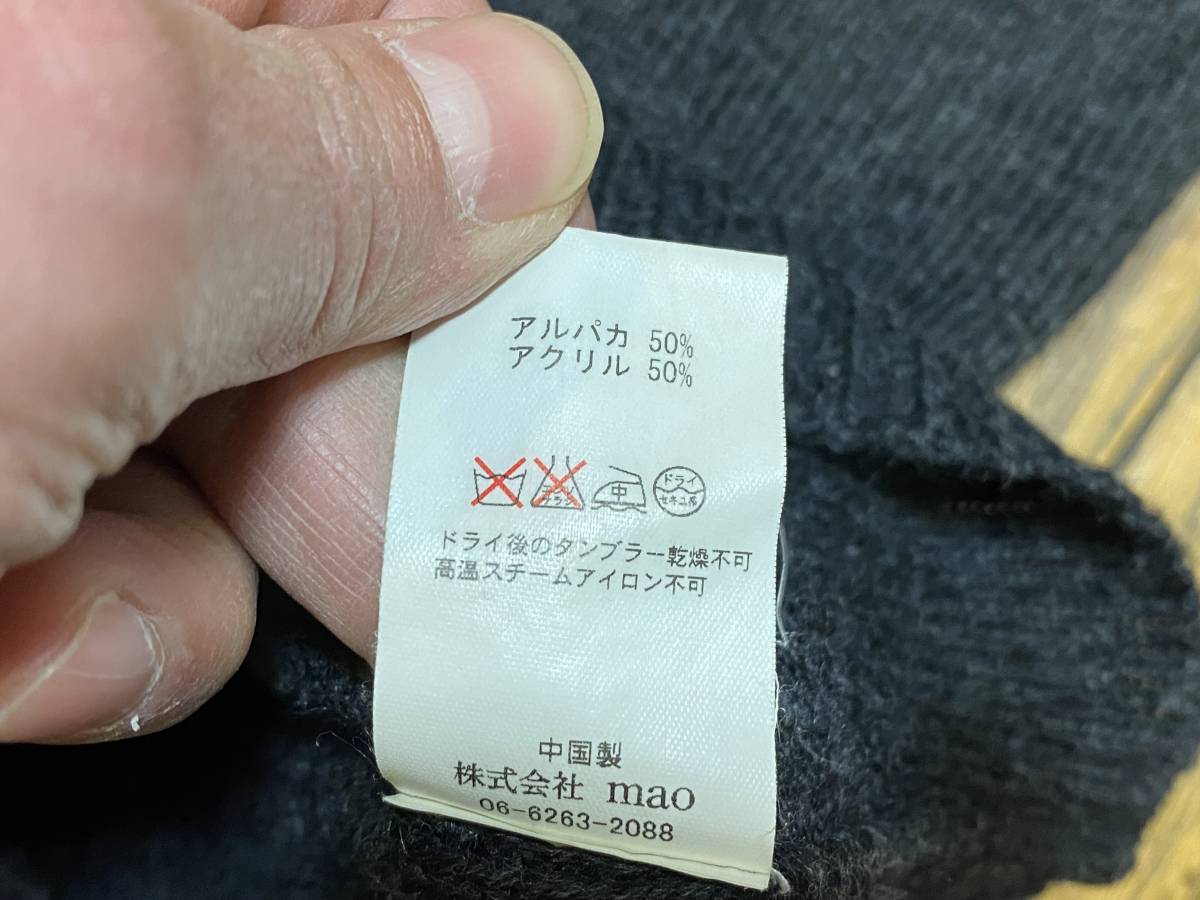 アルパカ 50%
アクリル 50%
中
ドライ
セキユ系
ドライ後のタンブラー乾燥不可
高温スチームアイロン不可
中国製
株式会社 mao
06-6263-2088